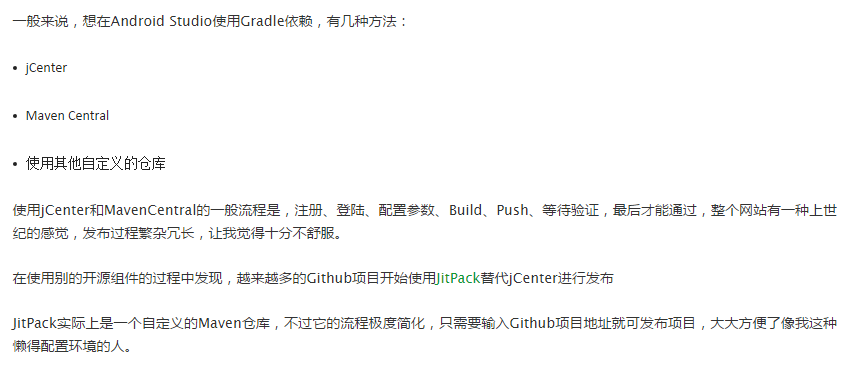 一般来说，想在Android Studio使用Gradle依赖，有几种方法：
• jCenter
• Maven Central
• 使用其他自定义的仓库
使用jCenter和MavenCentral的一般流程是，注册、登陆、配置参数、Build、Push、等待验证，最后才能通过，整个网站有一种上世
纪的感觉，发布过程繁杂冗长，让我觉得十分不舒服。
在使用别的开源组件的过程中发现，越来越多的Github项目开始使用JitPack替代jCenter进行发布
JitPack实际上是一个自定义的Maven仓库，不过它的流程极度简化，只需要输入Github项目地址就可发布项目，大大方便了像我这种
懒得配置环境的人。